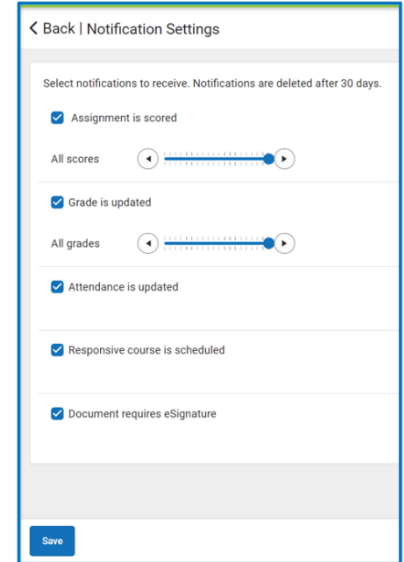 Back | Notification Settings
Select notifications to receive. Notifications are deleted after 30 days.
Assignment is scored
All scores
Grade is updated
All grades
Attendance is updated
Responsive course is scheduled
Document requires eSignature
Save